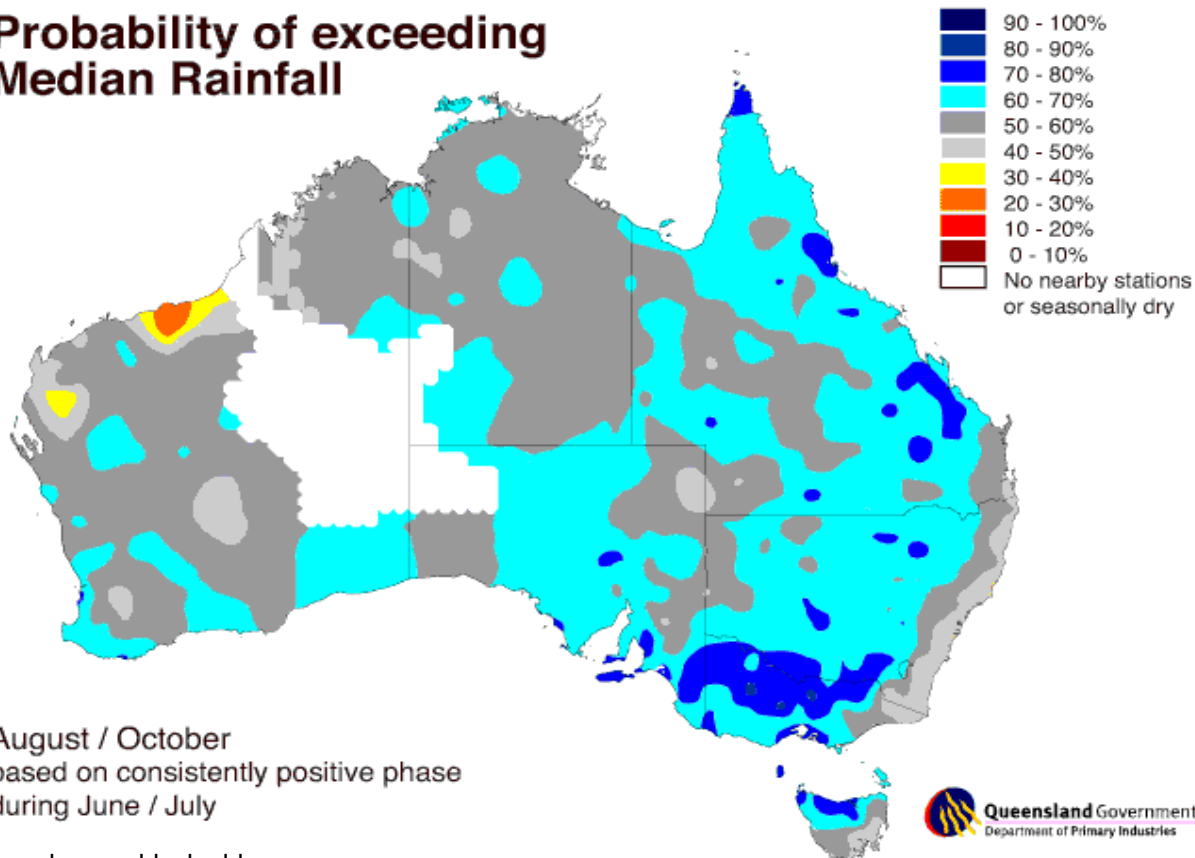 Probability of exceeding
Median Rainfall
90 - 100%
80 - 90%
70 - 80%
60 - 70%
50 - 60%
40 - 50%
30 - 40%
20 - 30%
10 - 20%
0 - 10%
No nearby stations
or seasonally dry
August / October
based on consistently positive phase
during June / July
Queensland Government
Department of Primary Industries